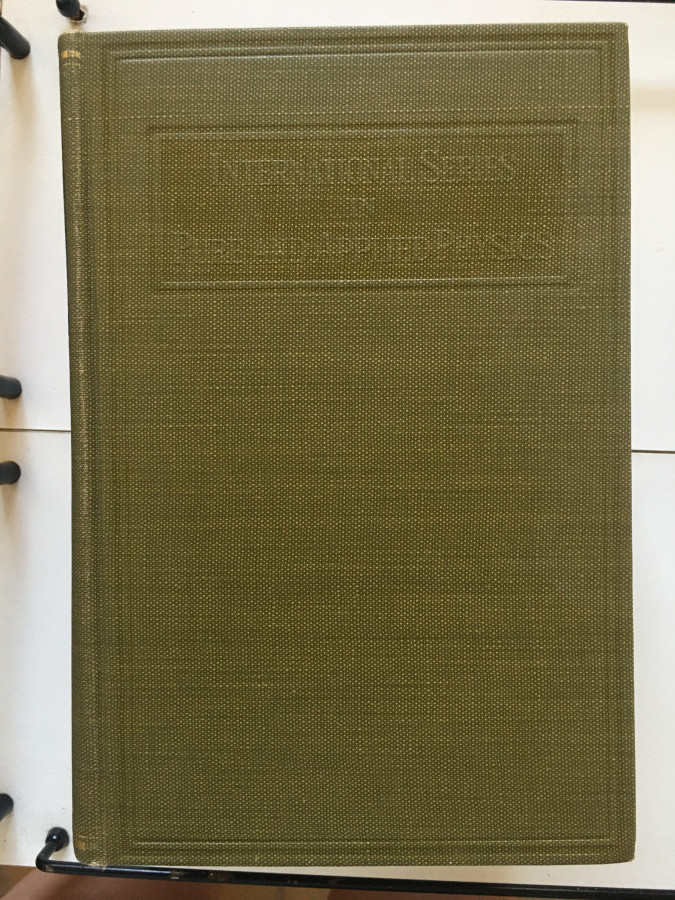 INTERNATIONAL SERIES
IN
PURE AND APPLIED PHYSICS